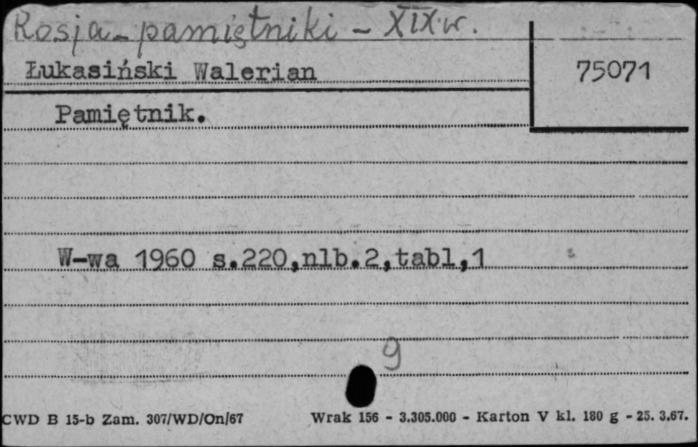 Rosja - pamiętniki - XIX w.
Łukasiński Walerian
75071
Pamiętnik.
W-wa 1960 s.220,nlb.2,tabl,1
9
CWD B 15-b Zam. 307/WD/On/67 Wrak 156 - 3.305.000 - Karton V kl. 180 g - 25. 3.67.